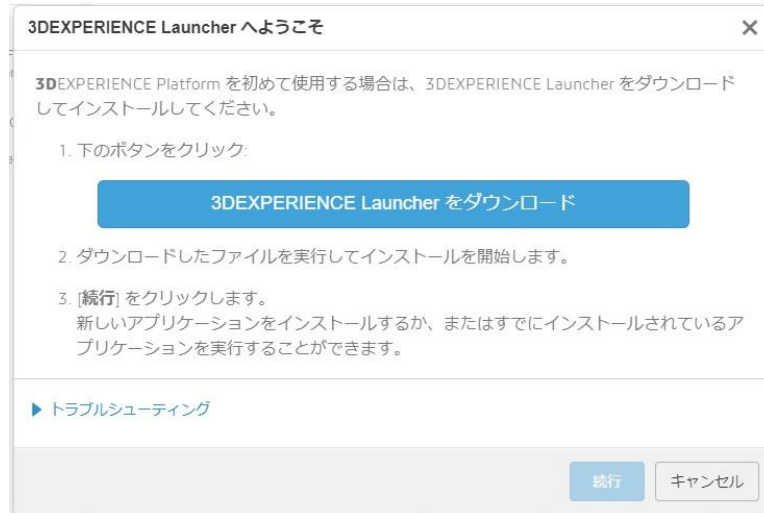 3DEXPERIENCE Launcher へようこそ
3DEXPERIENCE Platform を初めて使用する場合は、3DEXPERIENCE Launcher をダウンロード
してインストールしてください。
1. 下のボタンをクリック:
3DEXPERIENCE Launcher をダウンロード
2. ダウンロードしたファイルを実行してインストールを開始します。
3. [続行] をクリックします。
新しいアプリケーションをインストールするか、またはすでにインストールされているア
プリケーションを実行することができます。
トラブルシューティング
続行 キャンセル